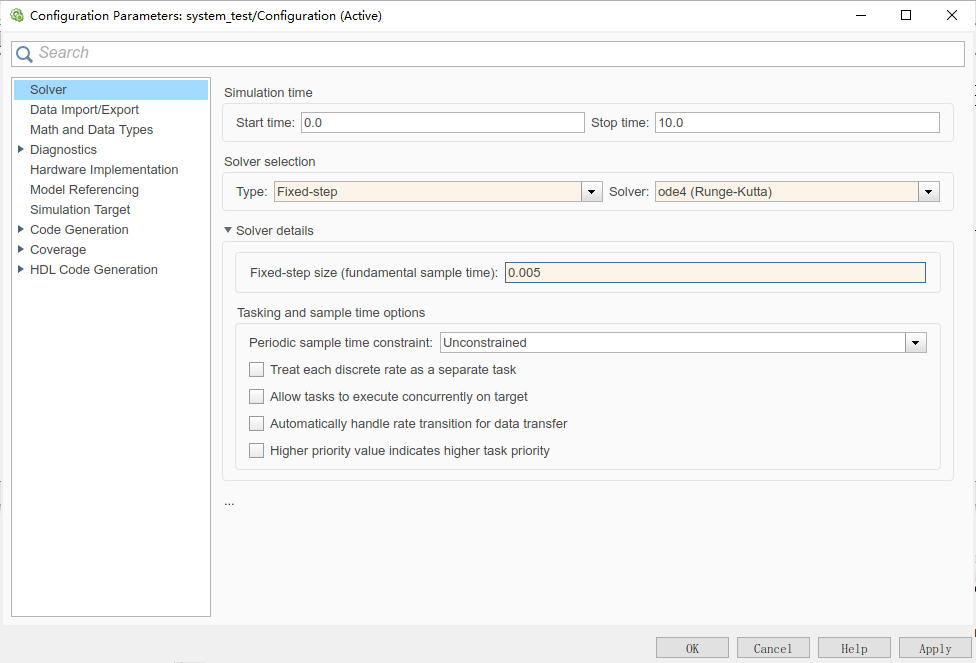 Configuration Parameters: system_test/Configuration (Active)
Search
Solver
Data Import/Export
Math and Data Types
Diagnostics
Hardware Implementation
Model Referencing
Simulation Target
Code Generation
Coverage
HDL Code Generation
Simulation time
Start time: 0.0 Stop time: 10.0
Solver selection
Type: Fixed-step Solver: ode4 (Runge-Kutta)
Solver details
Fixed-step size (fundamental sample time): 0.005
Tasking and sample time options
Periodic sample time constraint: Unconstrained
Treat each discrete rate as a separate task
Allow tasks to execute concurrently on target
Automatically handle rate transition for data transfer
Higher priority value indicates higher task priority
...
OK Cancel Help Apply